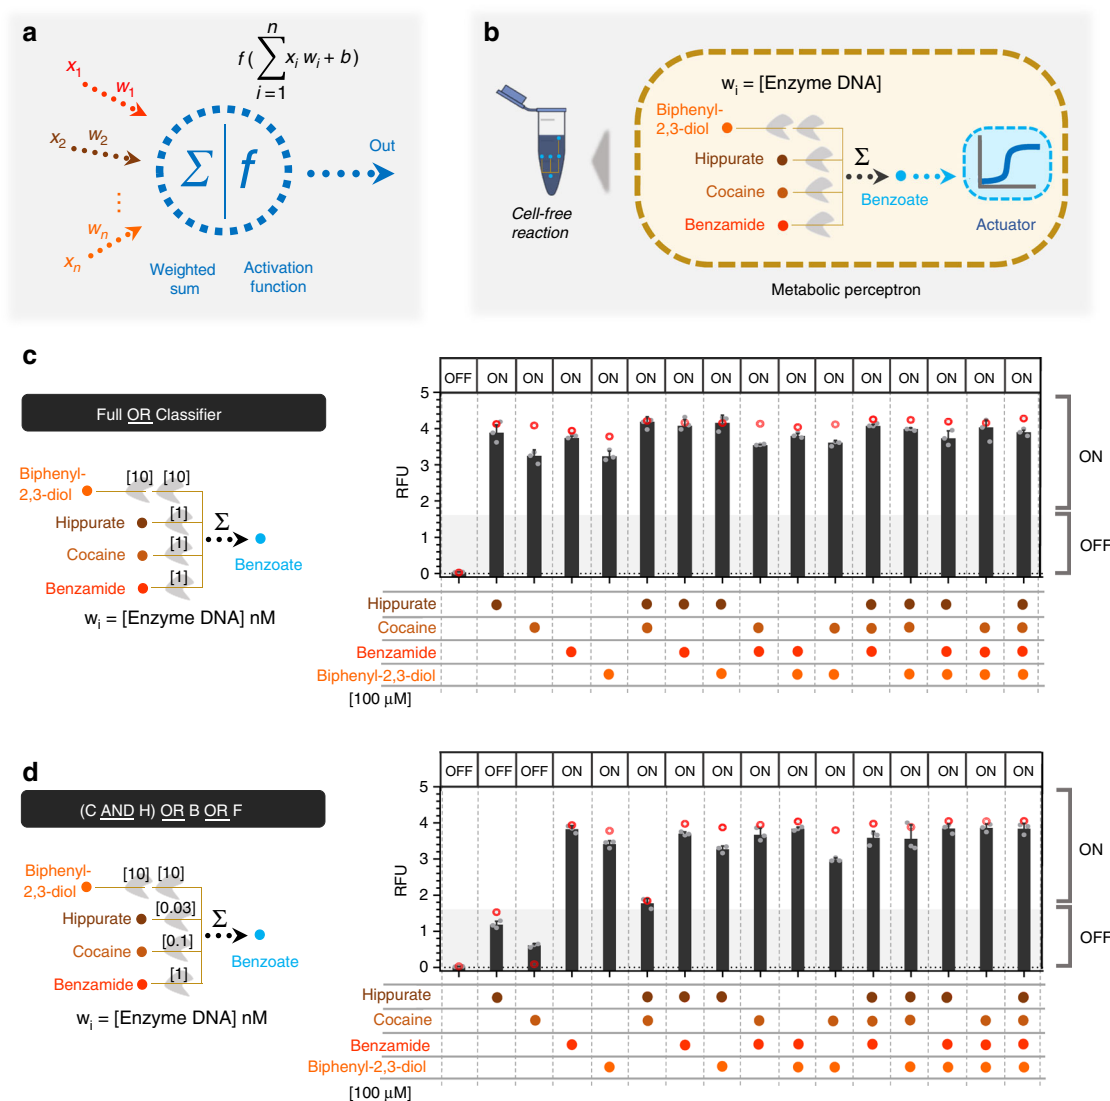 a
n
f ( ∑ xᵢ wᵢ + b)
i=1
x₁
w₁
x₂
w₂
wₙ
xₙ
Σ f
Out
Weighted sum
Activation function
b
wᵢ = [Enzyme DNA]
Biphenyl-
2,3-diol
Hippurate
Cocaine
Benzamide
Σ
Benzoate
Actuator
Cell-free
reaction
Metabolic perceptron
c
Full OR Classifier
Biphenyl-
2,3-diol
[10] [10]
Hippurate [1]
Cocaine [1]
Benzamide [1]
Σ
Benzoate
wᵢ = [Enzyme DNA] nM
OFF ON ON ON ON ON ON ON ON ON ON ON ON ON ON ON
RFU
5
4
3
2
1
0
ON
OFF
Hippurate
Cocaine
Benzamide
Biphenyl-2,3-diol
[100 µM]
d
(C AND H) OR B OR F
Biphenyl-
2,3-diol
[10] [10]
Hippurate [0.03]
Cocaine [0.1]
Benzamide [1]
Σ
Benzoate
wᵢ = [Enzyme DNA] nM
OFF OFF OFF ON ON ON ON ON ON ON ON ON ON ON ON ON
RFU
5
4
3
2
1
0
ON
OFF
Hippurate
Cocaine
Benzamide
Biphenyl-2,3-diol
[100 µM]